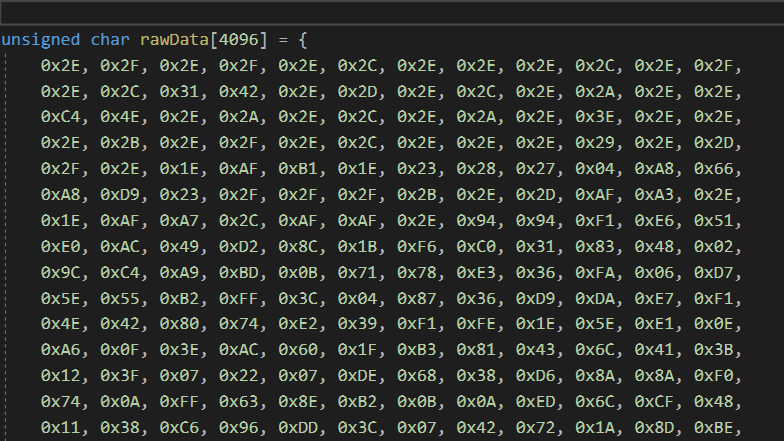 unsigned char rawData[4096] = {
0x2E, 0x2F, 0x2E, 0x2F, 0x2E, 0x2C, 0x2E, 0x2E, 0x2E, 0x2C, 0x2E, 0x2F,
0x2E, 0x2C, 0x31, 0x42, 0x2E, 0x2D, 0x2E, 0x2C, 0x2E, 0x2A, 0x2E, 0x2E,
0xC4, 0x4E, 0x2E, 0x2A, 0x2E, 0x2C, 0x2E, 0x2A, 0x2E, 0x3E, 0x2E, 0x2E,
0x2E, 0x2B, 0x2E, 0x2F, 0x2E, 0x2C, 0x2E, 0x2E, 0x2E, 0x29, 0x2E, 0x2D,
0x2F, 0x2E, 0x1E, 0xAF, 0xB1, 0x1E, 0x23, 0x28, 0x27, 0x04, 0xA8, 0x66,
0xA8, 0xD9, 0x23, 0x2F, 0x2F, 0x2F, 0x2B, 0x2E, 0x2D, 0xAF, 0xA3, 0x2E,
0x1E, 0xAF, 0xA7, 0x2C, 0xAF, 0xAF, 0x2E, 0x94, 0x94, 0xF1, 0xE6, 0x51,
0xE0, 0xAC, 0x49, 0xD2, 0x8C, 0x1B, 0xF6, 0xC0, 0x31, 0x83, 0x48, 0x02,
0x9C, 0xC4, 0xA9, 0xBD, 0x0B, 0x71, 0x78, 0xE3, 0x36, 0xFA, 0x06, 0xD7,
0x5E, 0x55, 0xB2, 0xFF, 0x3C, 0x04, 0x87, 0x36, 0xD9, 0xDA, 0xE7, 0xF1,
0x4E, 0x42, 0x80, 0x74, 0xE2, 0x39, 0xF1, 0xFE, 0x1E, 0x5E, 0xE1, 0x0E,
0xA6, 0x0F, 0x3E, 0xAC, 0x60, 0x1F, 0xB3, 0x81, 0x43, 0x6C, 0x41, 0x3B,
0x12, 0x3F, 0x07, 0x22, 0x07, 0xDE, 0x68, 0x38, 0xD6, 0x8A, 0x8A, 0xF0,
0x74, 0x0A, 0xFF, 0x63, 0x8E, 0xB2, 0x0B, 0x0A, 0xED, 0x6C, 0xCF, 0x48,
0x11, 0x38, 0xC6, 0x96, 0xDD, 0x3C, 0x07, 0x42, 0x72, 0x1A, 0x8D, 0xBE,